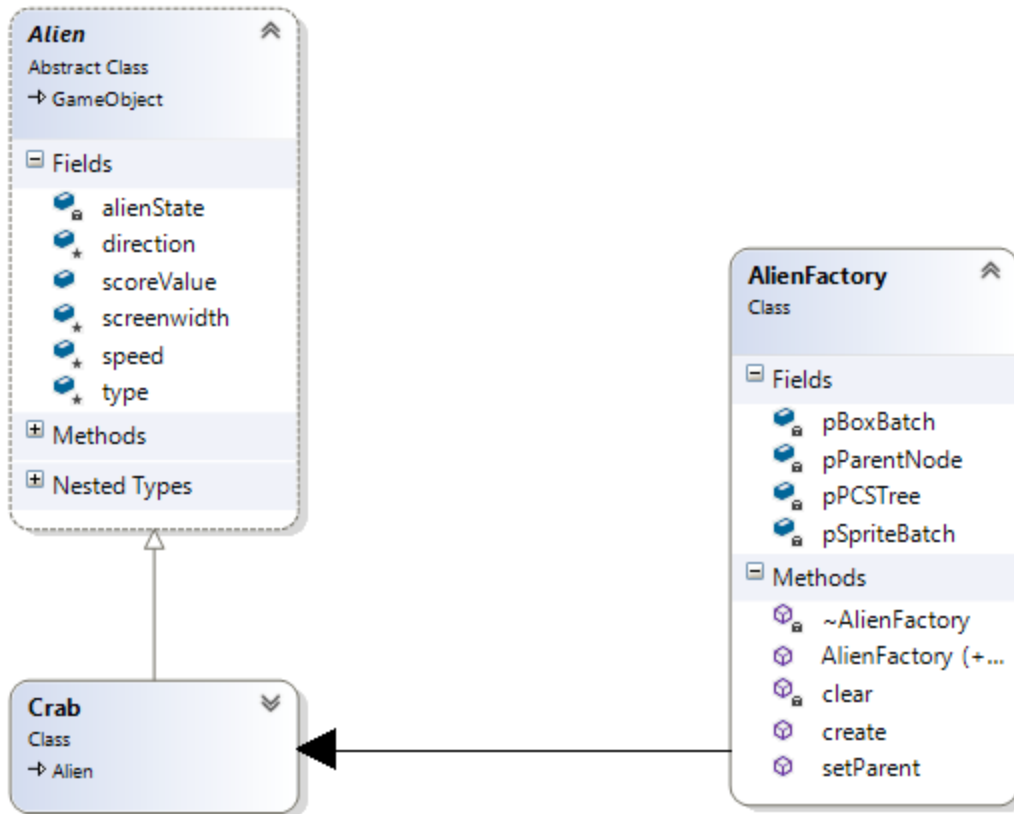 Alien
Abstract Class
GameObject
Fields
alienState
direction
scoreValue
screenwidth
speed
type
Methods
Nested Types
Crab
Class
Alien
AlienFactory
Class
Fields
pBoxBatch
pParentNode
pPCSTree
pSpriteBatch
Methods
~AlienFactory
AlienFactory (+...
clear
create
setParent